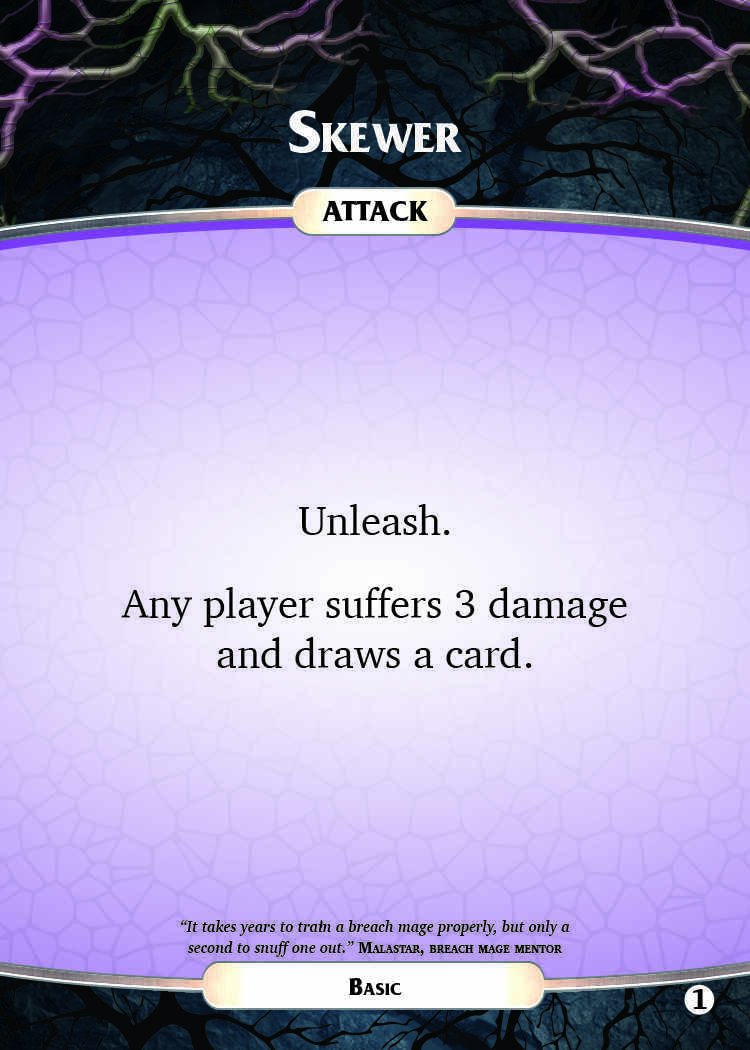 SKEWER
ATTACK
Unleash.
Any player suffers 3 damage
and draws a card.
“It takes years to train a breach mage properly, but only a
second to snuff one out.” MALASTAR, BREACH MAGE MENTOR
BASIC
1